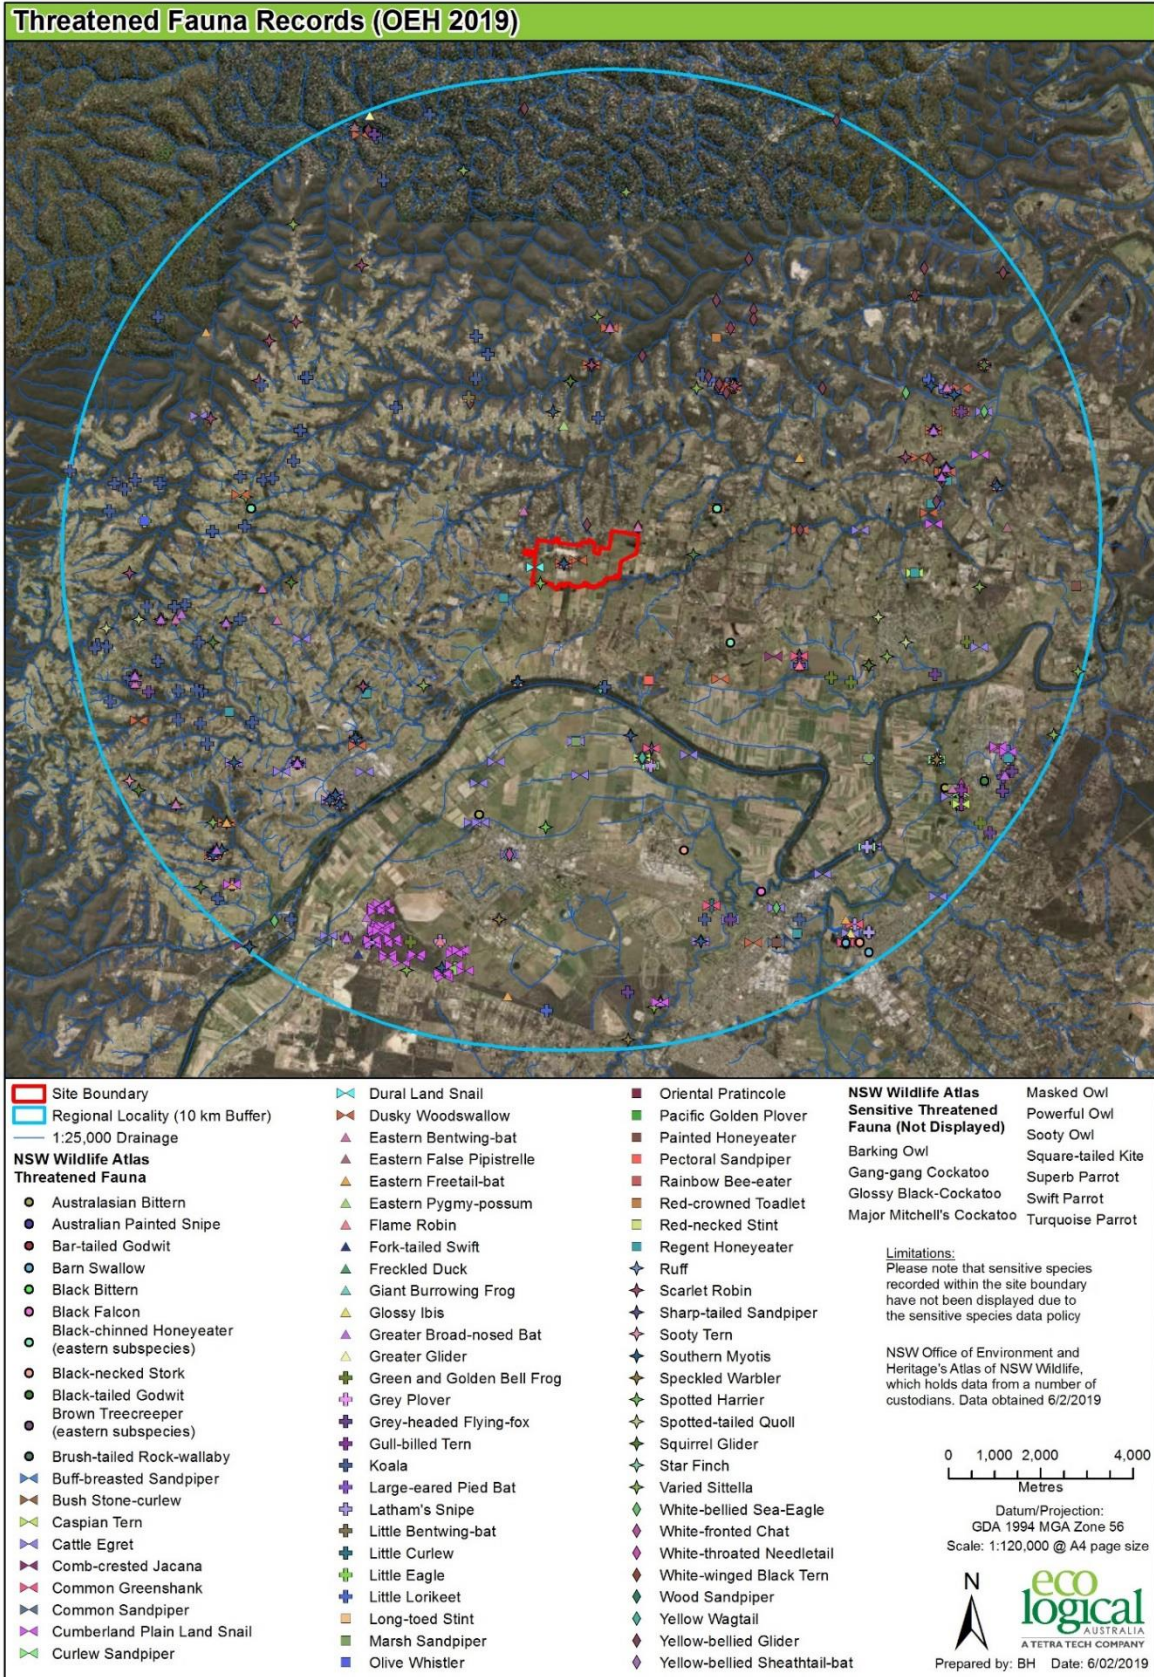 Threatened Fauna Records (OEH 2019)
Site Boundary
Regional Locality (10 km Buffer)
1:25,000 Drainage
NSW Wildlife Atlas
Threatened Fauna
Australasian Bittern
Australian Painted Snipe
Bar-tailed Godwit
Barn Swallow
Black Bittern
Black Falcon
Black-chinned Honeyeater
(eastern subspecies)
Black-necked Stork
Black-tailed Godwit
Brown Treecreeper
(eastern subspecies)
Brush-tailed Rock-wallaby
Buff-breasted Sandpiper
Bush Stone-curlew
Caspian Tern
Cattle Egret
Comb-crested Jacana
Common Greenshank
Common Sandpiper
Cumberland Plain Land Snail
Curlew Sandpiper
Dural Land Snail
Dusky Woodswallow
Eastern Bentwing-bat
Eastern False Pipistrelle
Eastern Freetail-bat
Eastern Pygmy-possum
Flame Robin
Fork-tailed Swift
Freckled Duck
Giant Burrowing Frog
Glossy Ibis
Greater Broad-nosed Bat
Greater Glider
Green and Golden Bell Frog
Grey Plover
Grey-headed Flying-fox
Gull-billed Tern
Koala
Large-eared Pied Bat
Latham's Snipe
Little Bentwing-bat
Little Curlew
Little Eagle
Little Lorikeet
Long-toed Stint
Marsh Sandpiper
Olive Whistler
Oriental Pratincole
Pacific Golden Plover
Painted Honeyeater
Pectoral Sandpiper
Rainbow Bee-eater
Red-crowned Toadlet
Red-necked Stint
Regent Honeyeater
Ruff
Scarlet Robin
Sharp-tailed Sandpiper
Sooty Tern
Southern Myotis
Speckled Warbler
Spotted Harrier
Spotted-tailed Quoll
Squirrel Glider
Star Finch
Varied Sittella
White-bellied Sea-Eagle
White-fronted Chat
White-throated Needletail
White-winged Black Tern
Wood Sandpiper
Yellow Wagtail
Yellow-bellied Glider
Yellow-bellied Sheathtail-bat
NSW Wildlife Atlas
Sensitive Threatened
Fauna (Not Displayed)
Barking Owl
Gang-gang Cockatoo
Glossy Black-Cockatoo
Major Mitchell's Cockatoo
Masked Owl
Powerful Owl
Sooty Owl
Square-tailed Kite
Superb Parrot
Swift Parrot
Turquoise Parrot
Limitations:
Please note that sensitive species
recorded within the site boundary
have not been displayed due to
the sensitive species data policy
NSW Office of Environment and
Heritage's Atlas of NSW Wildlife,
which holds data from a number of
custodians. Data obtained 6/2/2019
0 1,000 2,000 4,000
Metres
Datum/Projection:
GDA 1994 MGA Zone 56
Scale: 1:120,000 @ A4 page size
N
eco
logical
AUSTRALIA
A TETRA TECH COMPANY
Prepared by: BH Date: 6/02/2019